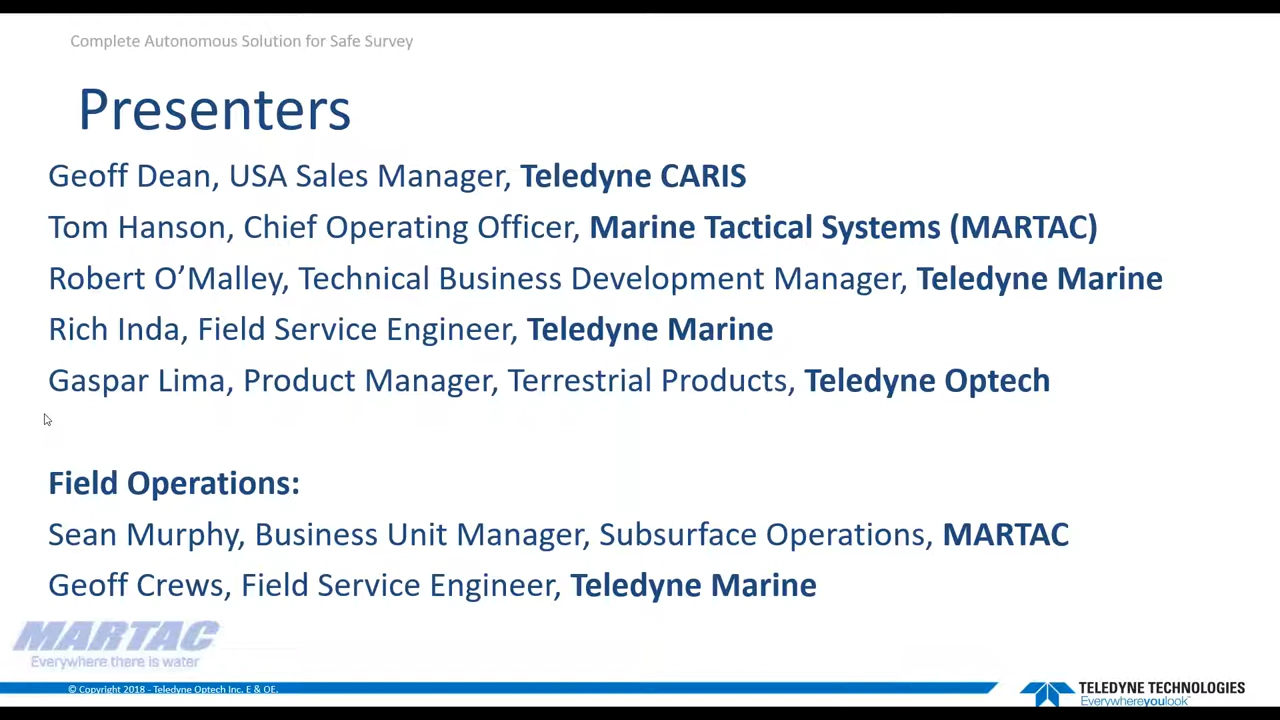 Complete Autonomous Solution for Safe Survey
Presenters
Geoff Dean, USA Sales Manager, Teledyne CARIS
Tom Hanson, Chief Operating Officer, Marine Tactical Systems (MARTAC)
Robert O’Malley, Technical Business Development Manager, Teledyne Marine
Rich Inda, Field Service Engineer, Teledyne Marine
Gaspar Lima, Product Manager, Terrestrial Products, Teledyne Optech
Field Operations:
Sean Murphy, Business Unit Manager, Subsurface Operations, MARTAC
Geoff Crews, Field Service Engineer, Teledyne Marine
MARTAC
Everywhere there is water
© Copyright 2018 - Teledyne Optech Inc. E & OE.
TELEDYNE TECHNOLOGIES
Everywhereyoulook™